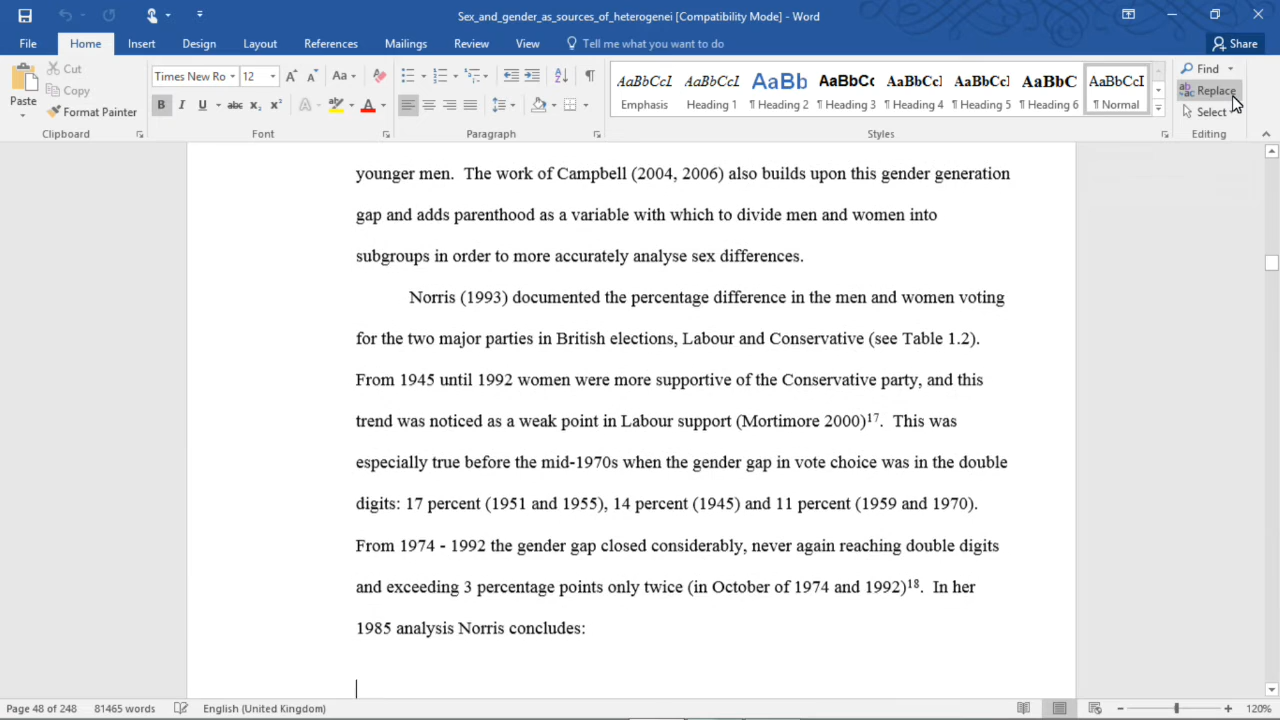 Sex_and_gender_as_sources_of_heterogenei [Compatibility Mode] - Word
File Home Insert Design Layout References Mailings Review View Tell me what you want to do Share
Paste
Cut
Copy
Format Painter
Clipboard
Times New Ro 12 Aa
B I U abc X₂ X² A A
Font
Paragraph
AaBbCcI AaBbCcI AaBb AaBbCc AaBbCcI AaBbCcI AaBbC AaBbCcI
Emphasis Heading 1 ¶ Heading 2 ¶ Heading 3 ¶ Heading 4 ¶ Heading 5 ¶ Heading 6 ¶ Normal
Styles
Find
Replace
Select
Editing
younger men. The work of Campbell (2004, 2006) also builds upon this gender generation
gap and adds parenthood as a variable with which to divide men and women into
subgroups in order to more accurately analyse sex differences.
Norris (1993) documented the percentage difference in the men and women voting
for the two major parties in British elections, Labour and Conservative (see Table 1.2).
From 1945 until 1992 women were more supportive of the Conservative party, and this
trend was noticed as a weak point in Labour support (Mortimore 2000)¹⁷. This was
especially true before the mid-1970s when the gender gap in vote choice was in the double
digits: 17 percent (1951 and 1955), 14 percent (1945) and 11 percent (1959 and 1970).
From 1974 - 1992 the gender gap closed considerably, never again reaching double digits
and exceeding 3 percentage points only twice (in October of 1974 and 1992)¹⁸. In her
1985 analysis Norris concludes:
Page 48 of 248 81465 words English (United Kingdom) 120%